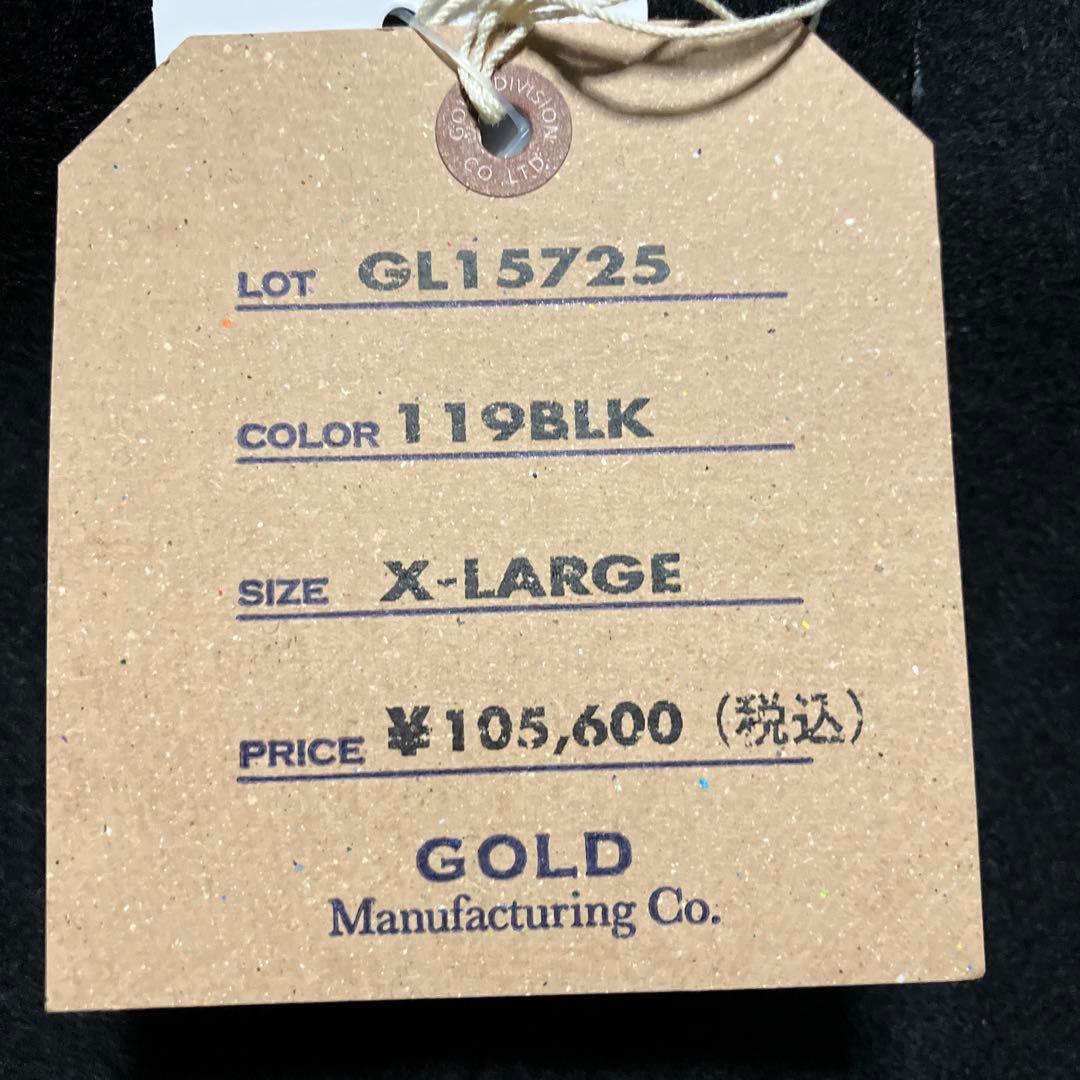 GOLD DIVISION
CO.,LTD.
LOT GL15725
COLOR 119BLK
SIZE X-LARGE
PRICE ¥105,600 (税込)
GOLD
Manufacturing Co.